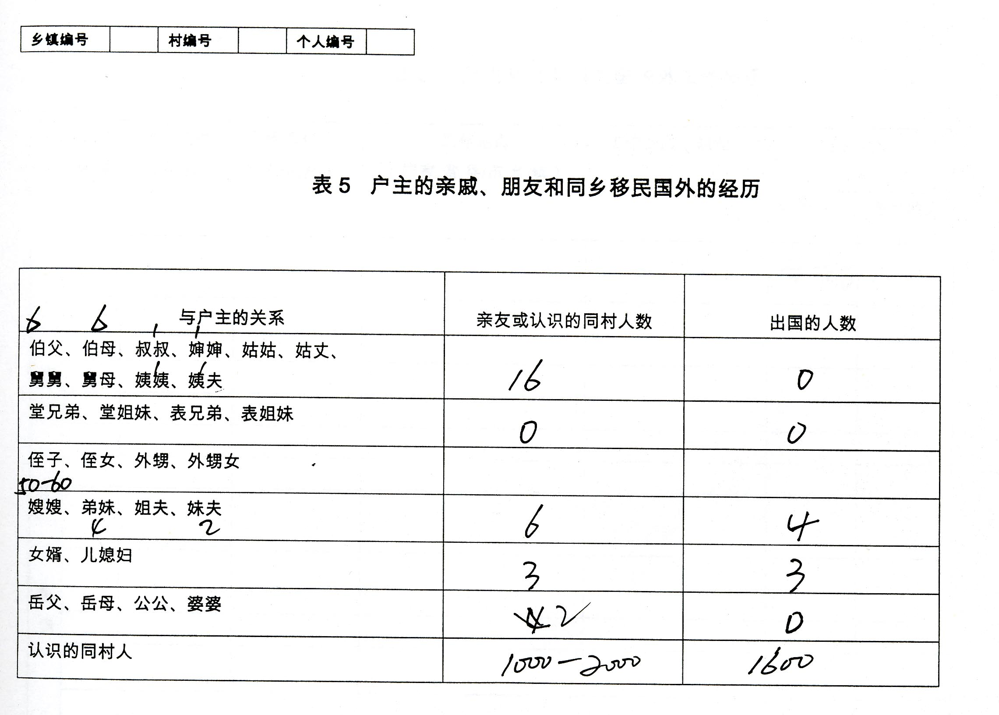 乡镇编号 村编号 个人编号
表 5 户主的亲戚、朋友和同乡移民国外的经历
6 6 与户主的关系 亲友或认识的同村人数 出国的人数
1 1
伯父、伯母、叔叔、婶婶、姑姑、姑丈、
1 1
舅舅、舅母、姨姨、姨夫 16 0
堂兄弟、堂姐妹、表兄弟、表姐妹 0 0
侄子、侄女、外甥、外甥女
50-60
嫂嫂、弟妹、姐夫、妹夫 6 4
4 2
女婿、儿媳妇 3 3
岳父、岳母、公公、婆婆 2 0
认识的同村人 1000-2000 1600